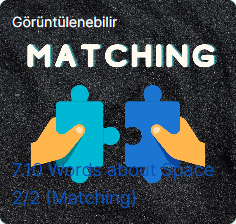 Görüntülenebilir
MATCHING
7.10 Words about Space
2/2 (Matching)